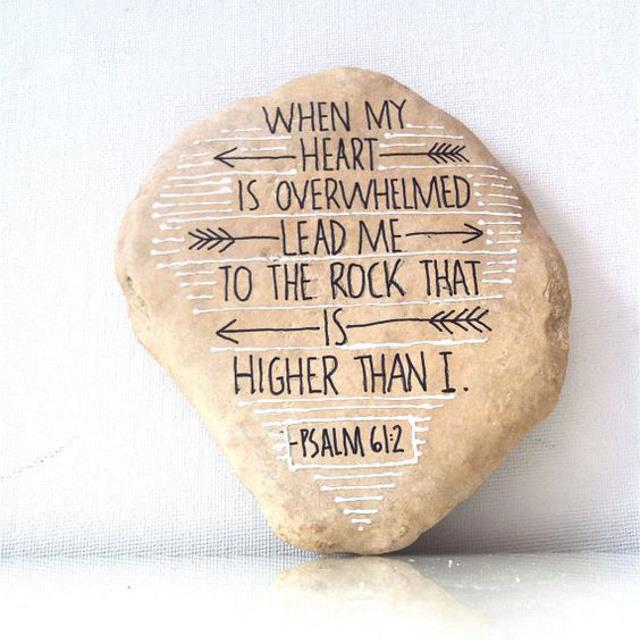 WHEN MY
HEART
IS OVERWHELMED
LEAD ME
TO THE ROCK THAT
IS
HIGHER THAN I.
-PSALM 61:2